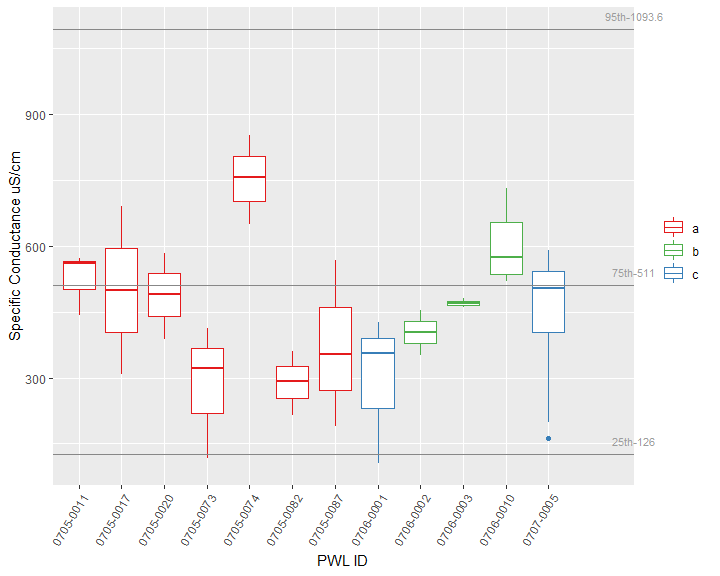 95th-1093.6
900
600
300
75th-511
25th-126
Specific Conductance uS/cm
0705-0011
0705-0017
0705-0020
0705-0073
0705-0074
0705-0082
0705-0087
0706-0001
0706-0002
0706-0003
0706-0010
0707-0005
PWL ID
a
b
c